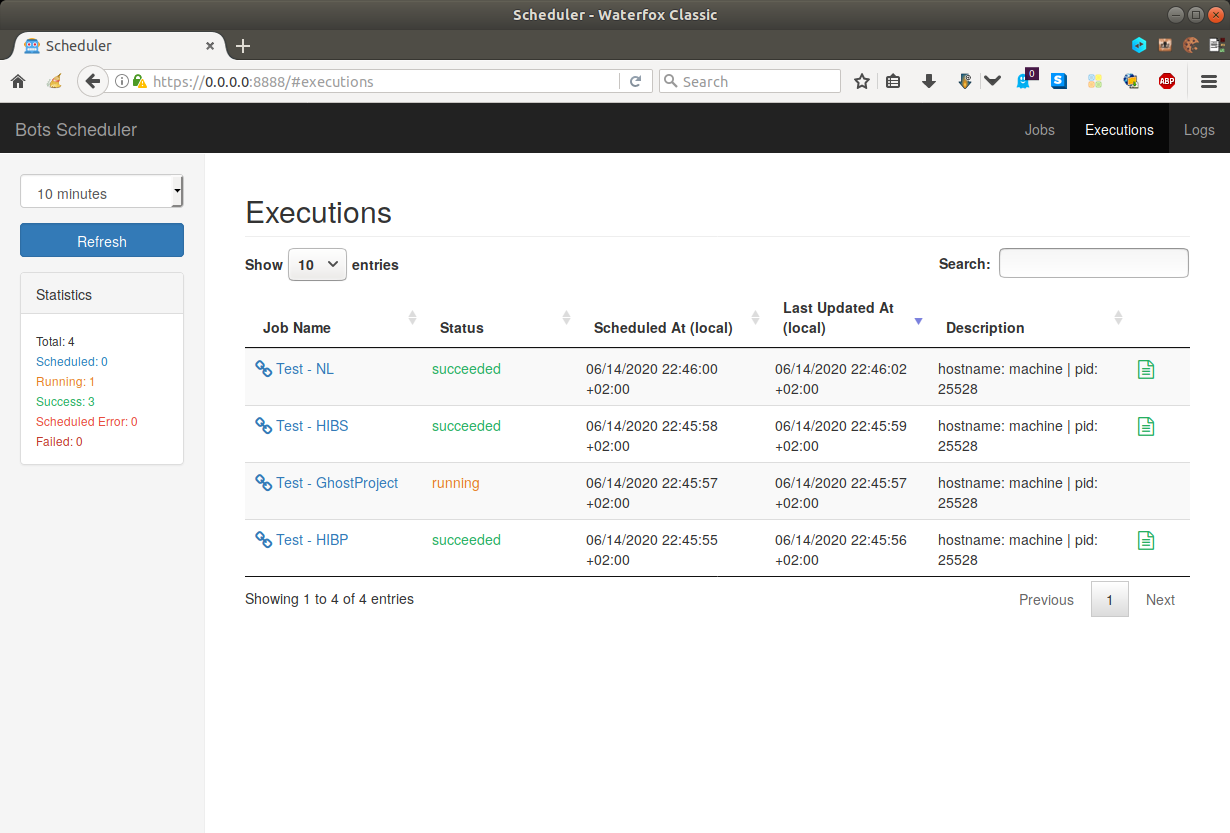 Scheduler - Waterfox Classic
Scheduler
https://0.0.0.0:8888/#executions
Search
0
S
ABP
Bots Scheduler
Jobs
Executions
Logs
10 minutes
Refresh
Statistics
Total: 4
Scheduled: 0
Running: 1
Success: 3
Scheduled Error: 0
Failed: 0
Executions
Show 10 entries
Search:
Job Name
Status
Scheduled At (local)
Last Updated At
(local)
Description
Test - NL
succeeded
06/14/2020 22:46:00
+02:00
06/14/2020 22:46:02
+02:00
hostname: machine | pid:
25528
Test - HIBS
succeeded
06/14/2020 22:45:58
+02:00
06/14/2020 22:45:59
+02:00
hostname: machine | pid:
25528
Test - GhostProject
running
06/14/2020 22:45:57
+02:00
06/14/2020 22:45:57
+02:00
hostname: machine | pid:
25528
Test - HIBP
succeeded
06/14/2020 22:45:55
+02:00
06/14/2020 22:45:56
+02:00
hostname: machine | pid:
25528
Showing 1 to 4 of 4 entries
Previous
1
Next